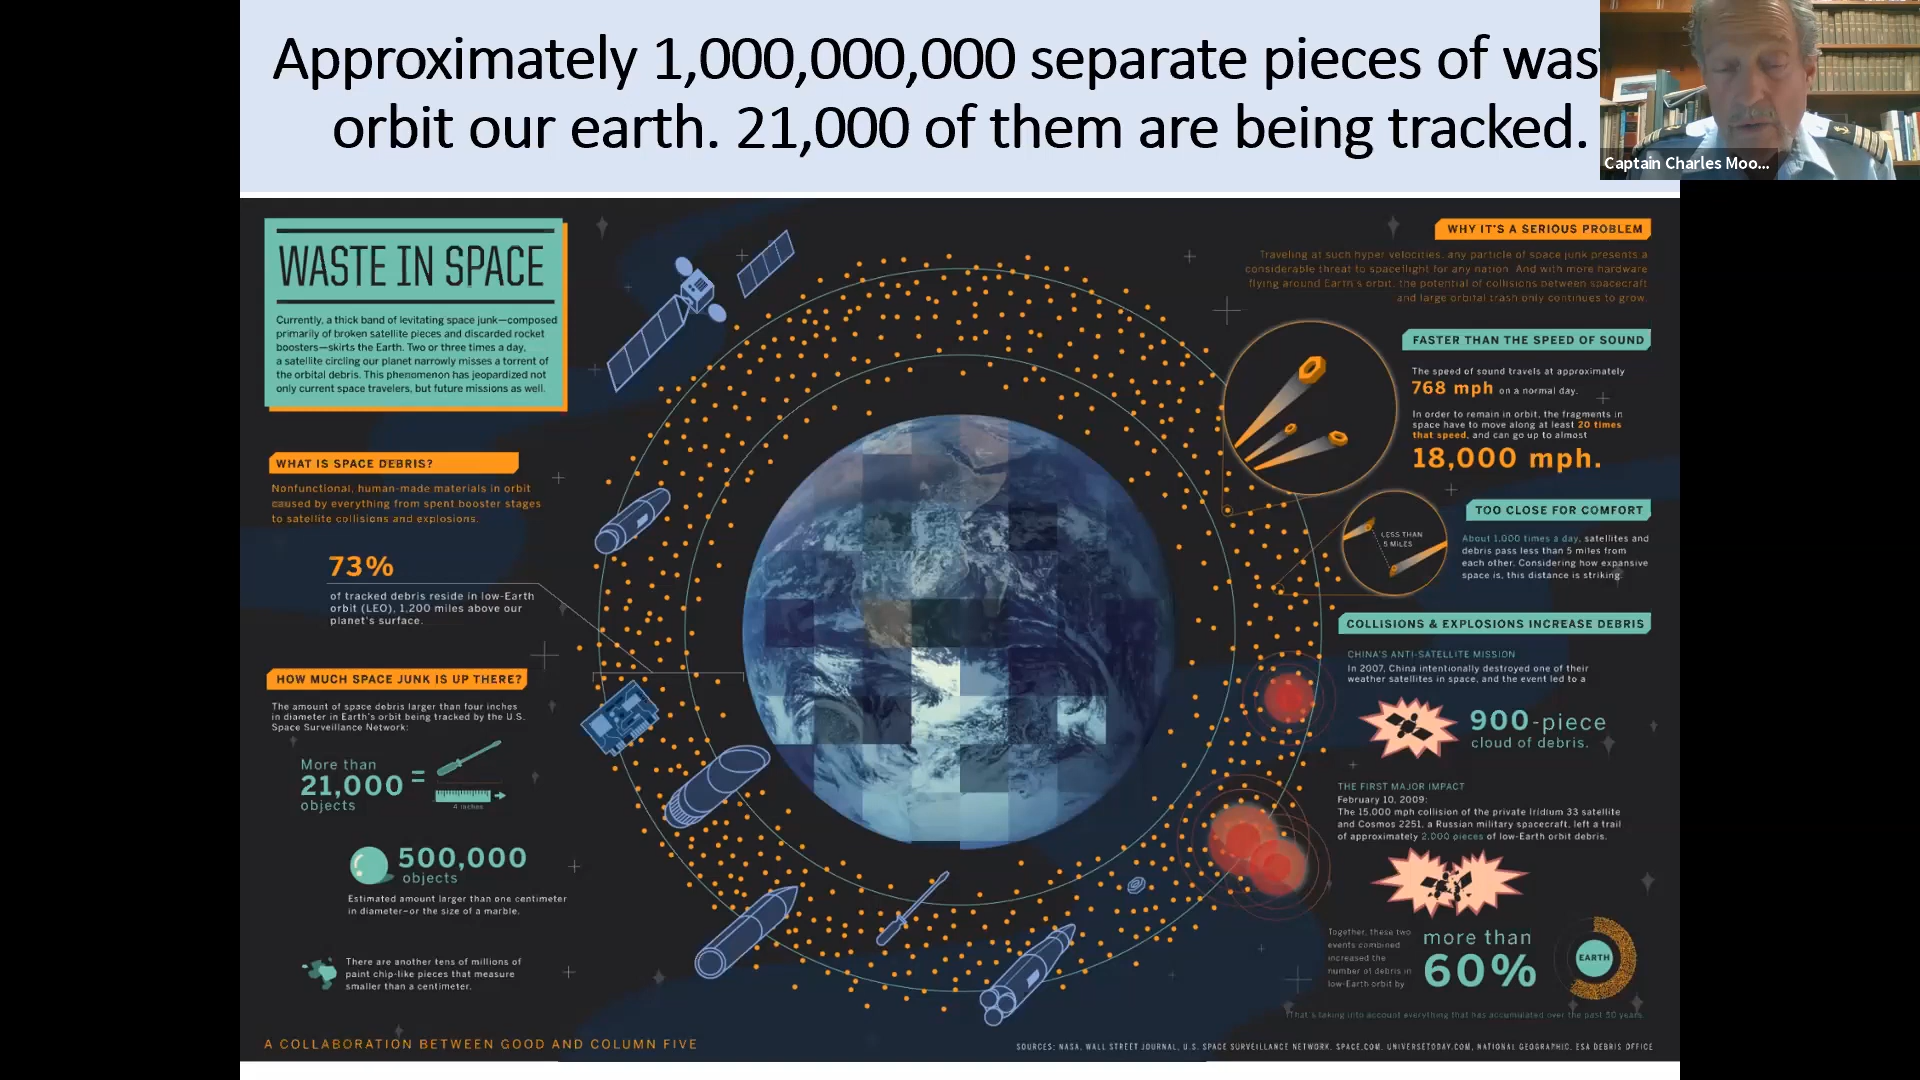 Approximately 1,000,000,000 separate pieces of was
orbit our earth. 21,000 of them are being tracked.
Captain Charles Moo...
WASTE IN SPACE
Currently, a thick band of levitating space junk—composed
primarily of broken satellite pieces and discarded rocket
boosters—skirts the Earth. Two or three times a day,
a satellite circling our planet narrowly misses a torrent of
the orbital debris. This phenomenon has jeopardized not
only current space travelers, but future missions as well.
WHAT IS SPACE DEBRIS?
Nonfunctional, human-made materials in orbit
caused by everything from spent booster stages
to satellite collisions and explosions.
73%
of tracked debris reside in low-Earth
orbit (LEO), 1,200 miles above our
planet's surface.
HOW MUCH SPACE JUNK IS UP THERE?
The amount of space debris larger than four inches
in diameter in Earth's orbit being tracked by the U.S.
Space Surveillance Network:
More than
21,000 =
objects
4 inches
500,000
objects
Estimated amount larger than one centimeter
in diameter—or the size of a marble.
There are another tens of millions of
paint chip-like pieces that measure
smaller than a centimeter.
A COLLABORATION BETWEEN GOOD AND COLUMN FIVE
WHY IT'S A SERIOUS PROBLEM
Traveling at such hyper velocities, any particle of space junk presents a
considerable threat to spaceflight for any nation. And with more hardware
flying around Earth's orbit, the potential of collisions between spacecraft
and large orbital trash only continues to grow.
FASTER THAN THE SPEED OF SOUND
The speed of sound travels at approximately
768 mph on a normal day.
In order to remain in orbit, the fragments in
space have to move along at least 20 times
that speed, and can go up to almost
18,000 mph.
TOO CLOSE FOR COMFORT
LESS THAN
5 MILES
About 1,000 times a day, satellites and
debris pass less than 5 miles from
each other. Considering how expansive
space is, this distance is striking.
COLLISIONS & EXPLOSIONS INCREASE DEBRIS
CHINA'S ANTI-SATELLITE MISSION
In 2007, China intentionally destroyed one of their
weather satellites in space, and the event led to a
900-piece
cloud of debris.
THE FIRST MAJOR IMPACT
February 10, 2009:
The 15,000 mph collision of the private Iridium 33 satellite
and Cosmos 2251, a Russian military spacecraft, left a trail
of approximately 2,000 pieces of low-Earth orbit debris.
Together, these two
events combined
increased the
number of debris in
low-Earth orbit by
more than
60%
EARTH
That is taking into account everything that has accumulated over the past 50 years.
SOURCES: NASA, WALL STREET JOURNAL, U.S. SPACE SURVEILLANCE NETWORK, SPACE.COM, UNIVERSETODAY.COM, NATIONAL GEOGRAPHIC, ESA DEBRIS OFFICE